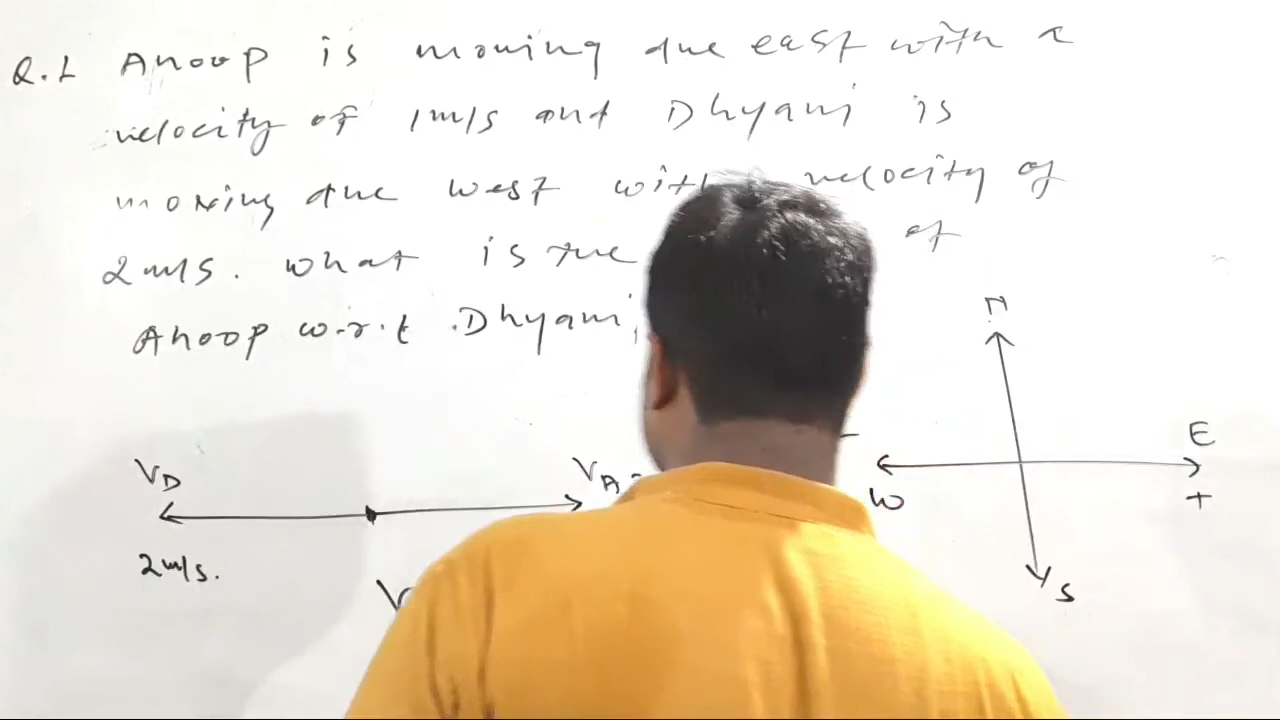 Q.1 Anoop is moving due east with a
velocity of 1m/s and Dhyani is
moving due west with velocity of
2m/s. what is the of
Anoop w.r.t. Dhyani
N
E
VD
VA =
W
+
2m/s.
S